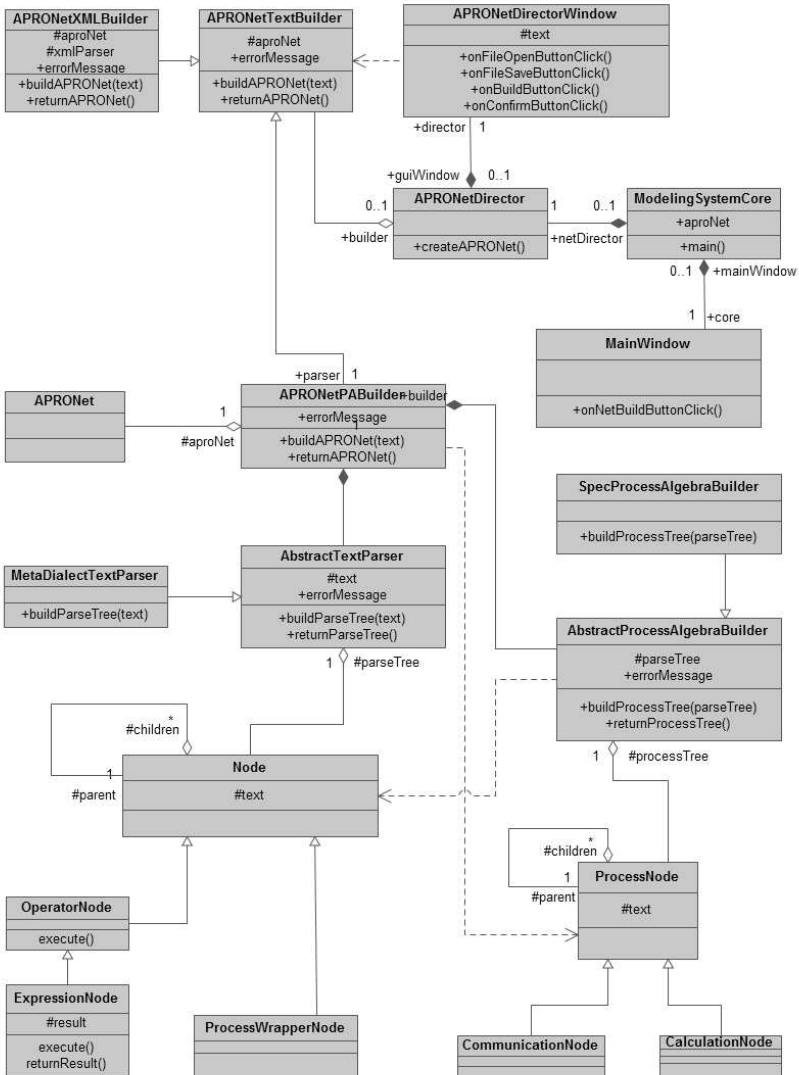 APRONetXMLBuilder
#aproNet
#xmlParser
+errorMessage
+buildAPRONet(text)
+returnAPRONet()
APRONetTextBuilder
#aproNet
+errorMessage
+buildAPRONet(text)
+returnAPRONet()
APRONetDirectorWindow
#text
+onFileOpenButtonClick()
+onFileSaveButtonClick()
+onBuildButtonClick()
+onConfirmButtonClick()
+director 1
+guiWindow 0..1
0..1
+builder
APRONetDirector
+createAPRONet()
1 0..1
+netDirector
ModelingSystemCore
+aproNet
+main()
0..1 +mainWindow
1 +core
MainWindow
+onNetBuildButtonClick()
+parser 1
APRONet
1
#aproNet
APRONetPABuilder
+builder
+errorMessage
1
+buildAPRONet(text)
+returnAPRONet()
SpecProcessAlgebraBuilder
+buildProcessTree(parseTree)
MetaDialectTextParser
+buildParseTree(text)
AbstractTextParser
#text
+errorMessage
+buildParseTree(text)
+returnParseTree()
1 #parseTree
AbstractProcessAlgebraBuilder
#parseTree
+errorMessage
+buildProcessTree(parseTree)
+returnProcessTree()
1 #processTree
*
#children
1
#parent
Node
#text
*
#children
1
#parent
ProcessNode
#text
OperatorNode
execute()
ExpressionNode
#result
execute()
returnResult()
ProcessWrapperNode
CommunicationNode
CalculationNode